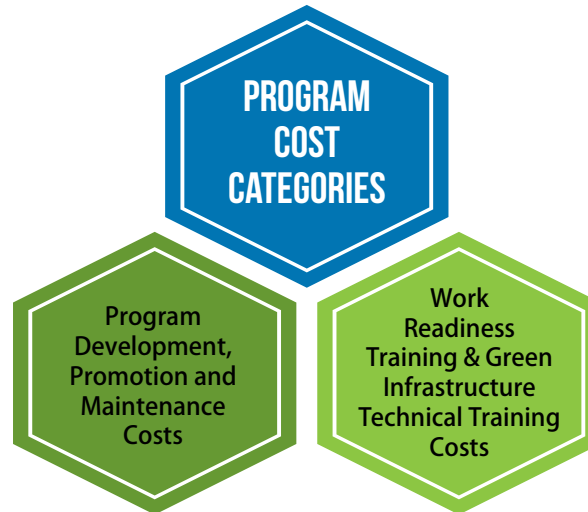 PROGRAM
COST
CATEGORIES
Program
Development,
Promotion and
Maintenance
Costs
Work
Readiness
Training & Green
Infrastructure
Technical Training
Costs